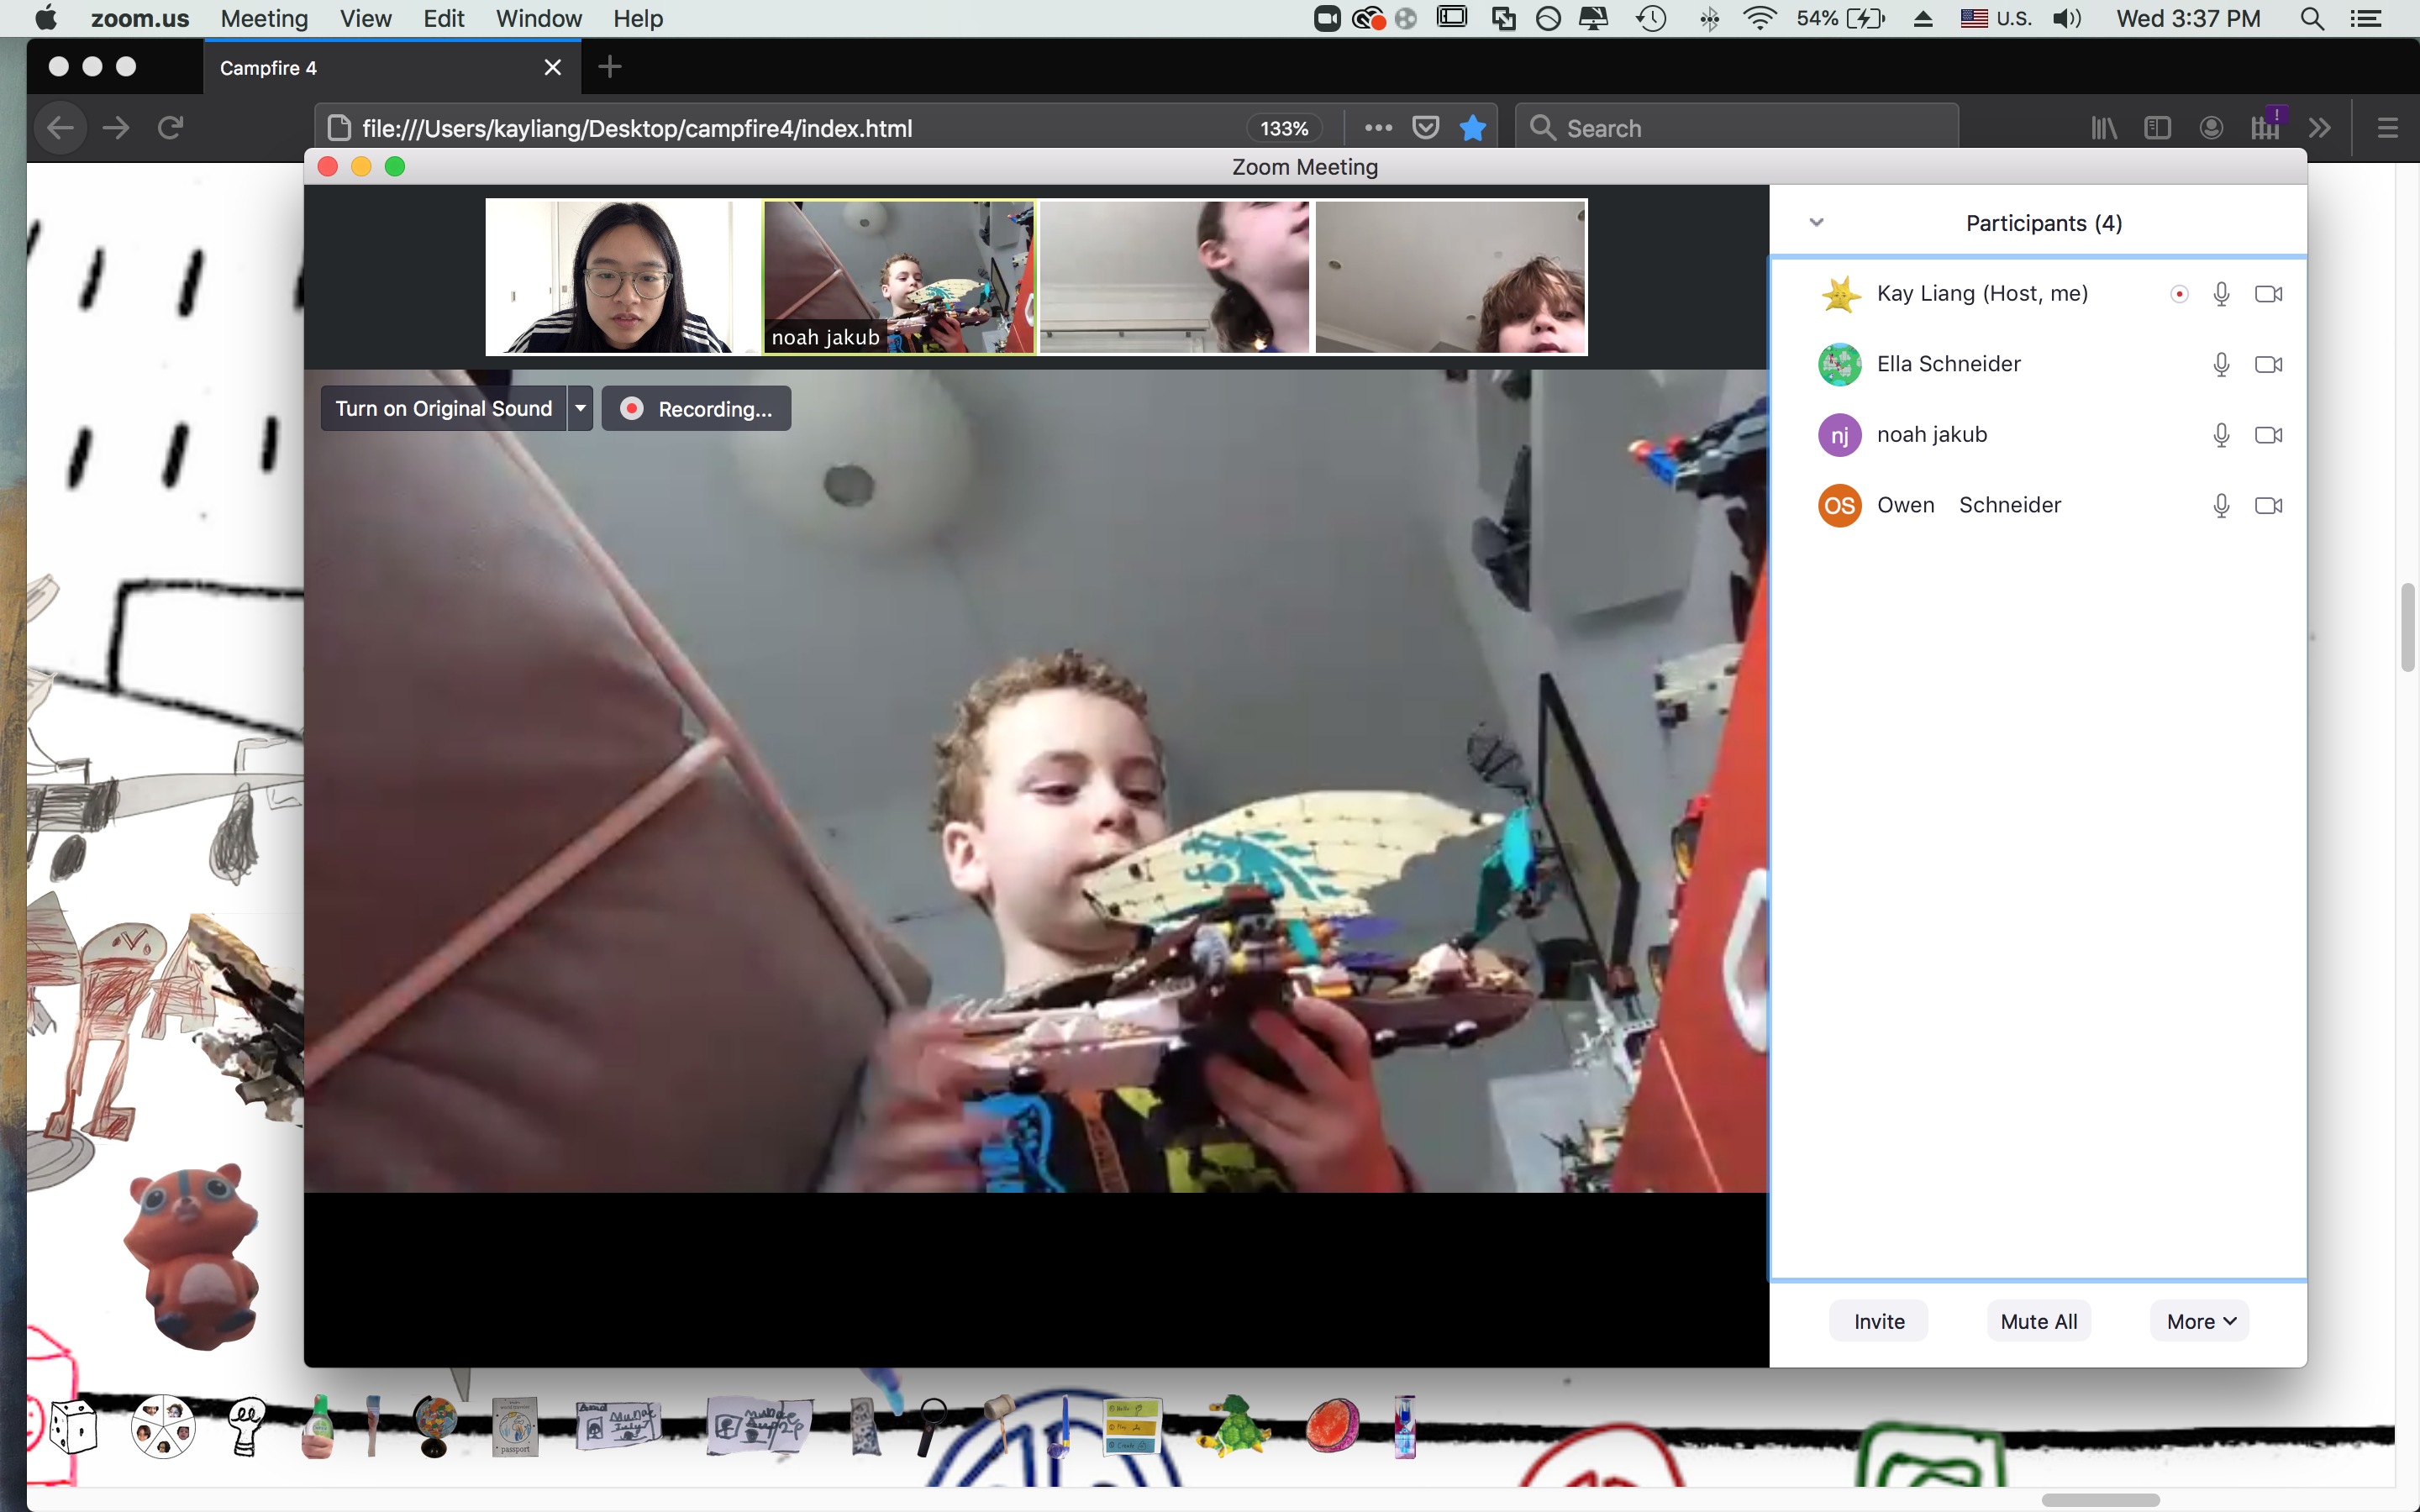 zoom.us Meeting View Edit Window Help 54% U.S. Wed 3:37 PM
Campfire 4
file:///Users/kayliang/Desktop/campfire4/index.html 133% Search
Zoom Meeting
noah jakub
Turn on Original Sound Recording...
Participants (4)
Kay Liang (Host, me)
Ella Schneider
nj noah jakub
OS Owen Schneider
Invite Mute All More
passport